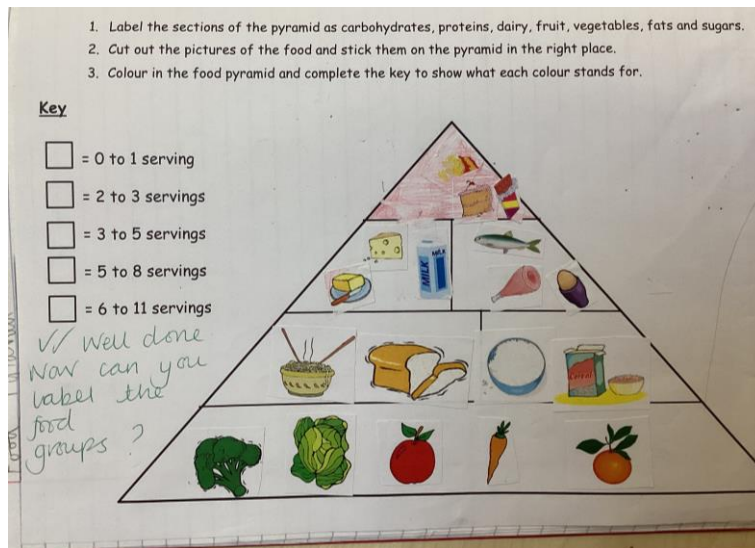 1. Label the sections of the pyramid as carbohydrates, proteins, dairy, fruit, vegetables, fats and sugars.
2. Cut out the pictures of the food and stick them on the pyramid in the right place.
3. Colour in the food pyramid and complete the key to show what each colour stands for.
Key
= 0 to 1 serving
= 2 to 3 servings
= 3 to 5 servings
= 5 to 8 servings
= 6 to 11 servings
Well done
Now can you
label the
food
groups?
MILK
MILK
Cereal